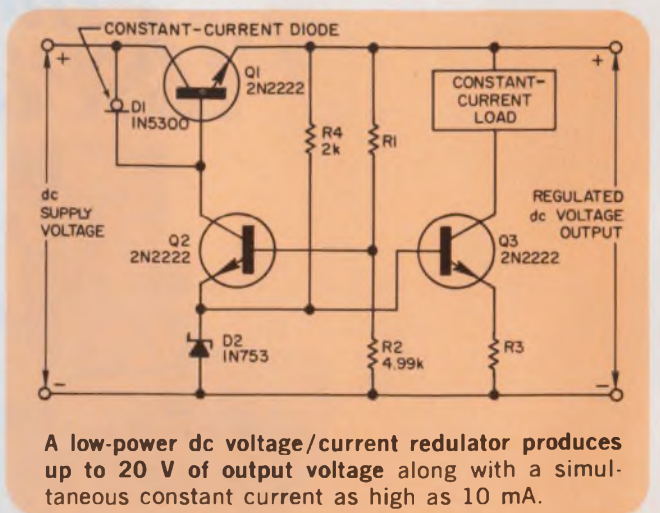 CONSTANT-CURRENT DIODE
+
Q1
2N2222
D1
IN5300
R4
2k
R1
CONSTANT-
CURRENT
LOAD
+
dc
SUPPLY
VOLTAGE
REGULATED
dc VOLTAGE
OUTPUT
Q2
2N2222
Q3
2N2222
D2
IN753
R2
4.99k
R3
−
−
A low-power dc voltage/current redulator produces
up to 20 V of output voltage along with a simul-
taneous constant current as high as 10 mA.